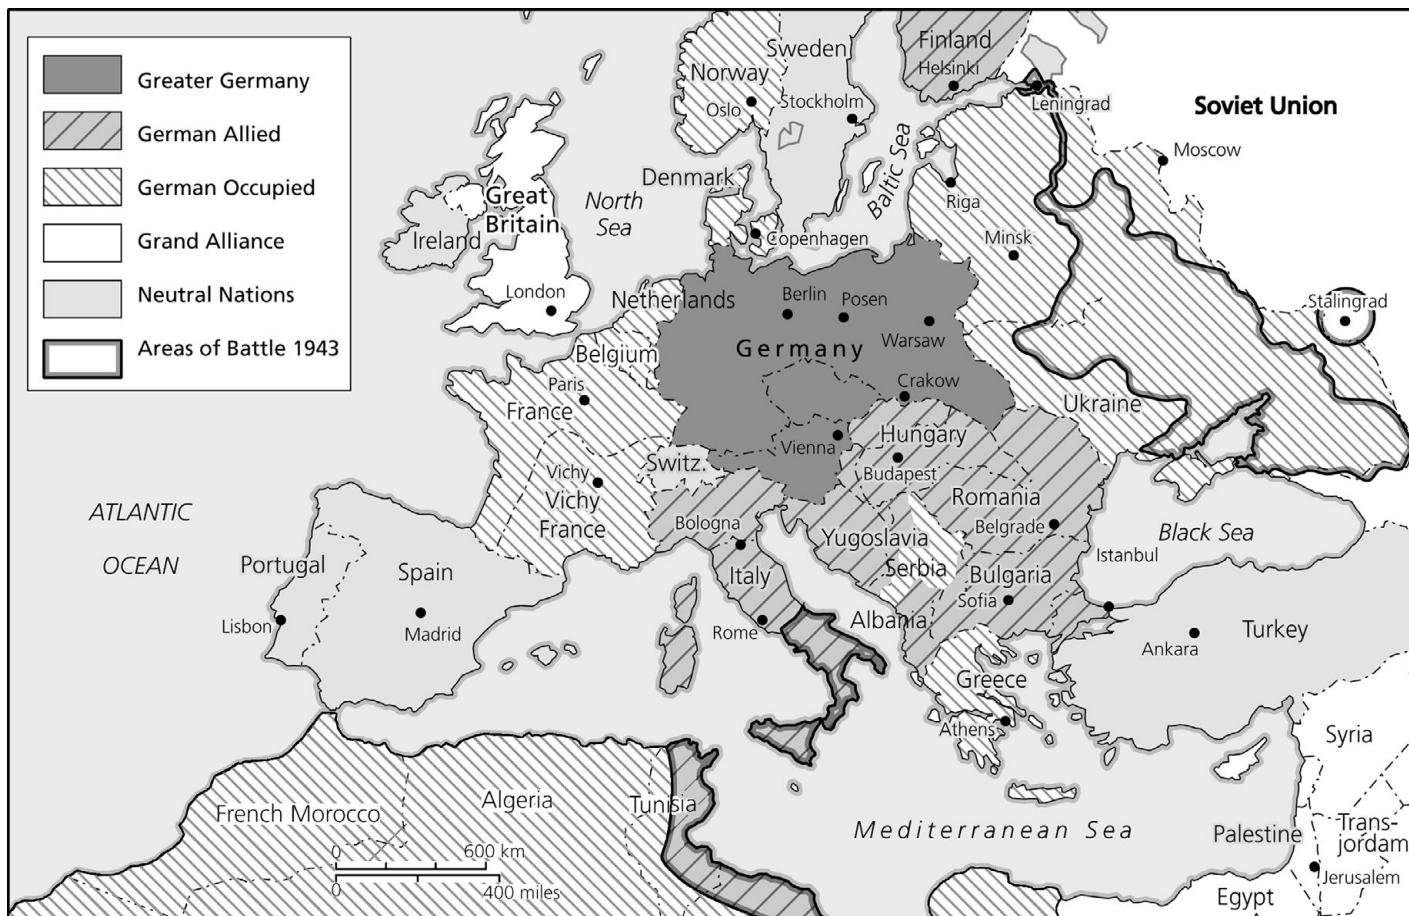 Greater Germany
German Allied
German Occupied
Grand Alliance
Neutral Nations
Areas of Battle 1943
Sweden
Finland
Helsinki
Norway
Oslo
Stockholm
Leningrad
Soviet Union
Moscow
Baltic Sea
Denmark
North
Sea
Great
Britain
Ireland
Riga
Copenhagen
Minsk
London
Netherlands
Berlin
Posen
Stalingrad
Warsaw
Germany
Belgium
Paris
France
Crakow
Ukraine
Vienna
Hungary
Switz.
Budapest
Vichy
Vichy
France
Romania
ATLANTIC
OCEAN
Bologna
Belgrade
Black Sea
Yugoslavia
Istanbul
Portugal
Spain
Italy
Serbia
Bulgaria
Sofia
Lisbon
Madrid
Rome
Albania
Turkey
Ankara
Greece
Athens
Syria
French Morocco
Algeria
Tunisia
Mediterranean Sea
Palestine
Trans-
jordam
0 600 km
0 400 miles
Jerusalem
Egypt